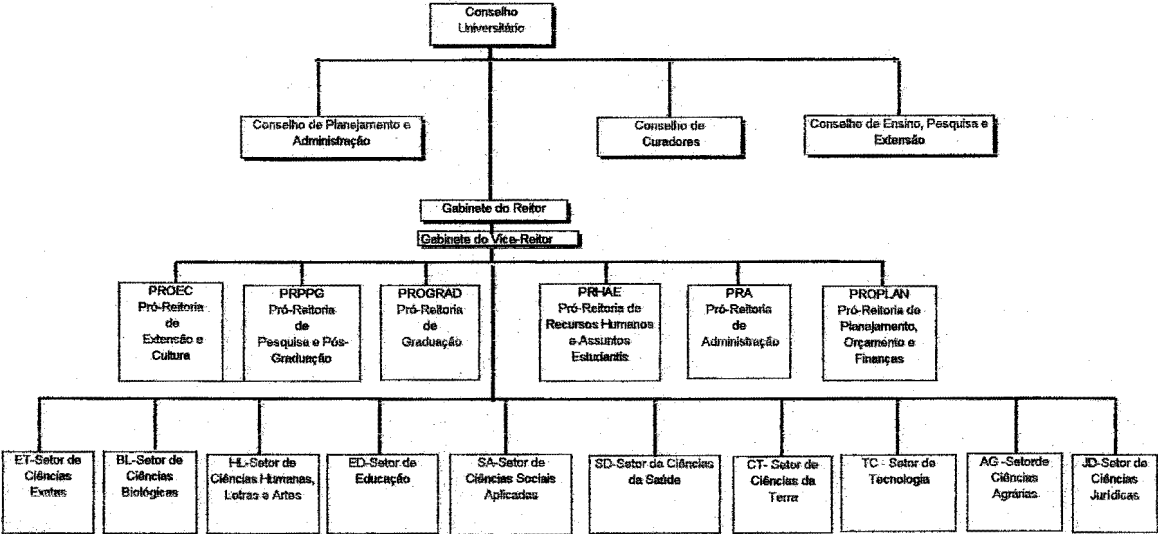 Conselho
Universitário
Conselho de Planejamento e
Administração
Conselho de
Curadores
Conselho de Ensino, Pesquisa e
Extensão
Gabinete do Reitor
Gabinete do Vice-Reitor
PROEC
Pró-Reitoria
de
Extensão e
Cultura
PRPPG
Pró-Reitoria
de
Pesquisa e Pós-
Graduação
PROGRAD
Pró-Reitoria
de
Graduação
PRHAE
Pró-Reitoria de
Recursos Humanos
e Assuntos
Estudantis
PRA
Pró-Reitoria
de
Administração
PROPLAN
Pró-Reitoria de
Planejamento,
Orçamento e
Finanças
ET-Setor de
Ciências
Exatas
BL-Setor de
Ciências
Biológicas
HL-Setor de
Ciências Humanas,
Letras e Artes
ED-Setor de
Educação
SA-Setor de
Ciências Sociais
Aplicadas
SD-Setor da Ciências
da Saúde
CT- Setor de
Ciências da
Terra
TC - Setor de
Tecnologia
AG -Setorde
Ciências
Agrárias
JD-Setor de
Ciências
Jurídicas